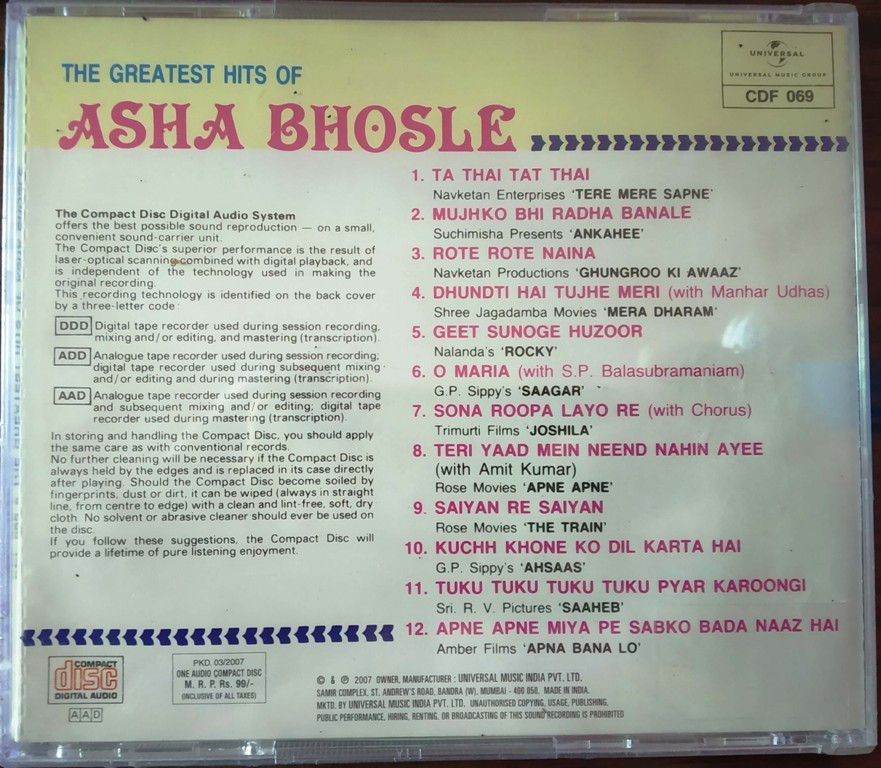 UNIVERSAL
UNIVERSAL MUSIC GROUP
CDF 069
THE GREATEST HITS OF
ASHA BHOSLE
The Compact Disc Digital Audio System
offers the best possible sound reproduction — on a small,
convenient sound-carrier unit.
The Compact Disc's superior performance is the result of
laser-optical scanning combined with digital playback, and
is independent of the technology used in making the
original recording.
This recording technology is identified on the back cover
by a three-letter code:
DDD Digital tape recorder used during session recording,
mixing and/or editing, and mastering (transcription).
ADD Analogue tape recorder used during session recording;
digital tape recorder used during subsequent mixing
and/or editing and during mastering (transcription).
AAD Analogue tape recorder used during session recording
and subsequent mixing and/or editing; digital tape
recorder used during mastering (transcription).
In storing and handling the Compact Disc, you should apply
the same care as with conventional records.
No further cleaning will be necessary if the Compact Disc is
always held by the edges and is replaced in its case directly
after playing. Should the Compact Disc become soiled by
fingerprints, dust or dirt, it can be wiped (always in straight
line, from centre to edge) with a clean and lint-free, soft, dry
cloth. No solvent or abrasive cleaner should ever be used on
the disc.
If you follow these suggestions, the Compact Disc will
provide a lifetime of pure listening enjoyment.
1. TA THAI TAT THAI
Navketan Enterprises 'TERE MERE SAPNE'
2. MUJHKO BHI RADHA BANALE
Suchimisha Presents 'ANKAHEE'
3. ROTE ROTE NAINA
Navketan Productions 'GHUNGROO KI AWAAZ'
4. DHUNDTI HAI TUJHE MERI (with Manhar Udhas)
Shree Jagadamba Movies 'MERA DHARAM'
5. GEET SUNOGE HUZOOR
Nalanda's 'ROCKY'
6. O MARIA (with S.P. Balasubramaniam)
G.P. Sippy's 'SAAGAR'
7. SONA ROOPA LAYO RE (with Chorus)
Trimurti Films 'JOSHILA'
8. TERI YAAD MEIN NEEND NAHIN AYEE
(with Amit Kumar)
Rose Movies 'APNE APNE'
9. SAIYAN RE SAIYAN
Rose Movies 'THE TRAIN'
10. KUCHH KHONE KO DIL KARTA HAI
G.P. Sippy's 'AHSAAS'
11. TUKU TUKU TUKU TUKU PYAR KAROONGI
Sri. R. V. Pictures 'SAAHEB'
12. APNE APNE MIYA PE SABKO BADA NAAZ HAI
Amber Films 'APNA BANA LO'
COMPACT
disc
DIGITAL AUDIO
AAD
PKD. 03/2007
ONE AUDIO COMPACT DISC
M. R. P. Rs. 99/-
(INCLUSIVE OF ALL TAXES)
© & ℗ 2007 OWNER, MANUFACTURER : UNIVERSAL MUSIC INDIA PVT. LTD.
SAMIR COMPLEX, ST. ANDREW'S ROAD, BANDRA (W), MUMBAI - 400 050. MADE IN INDIA.
MKTD. BY UNIVERSAL MUSIC INDIA PVT. LTD. UNAUTHORISED COPYING, USAGE, PUBLISHING,
PUBLIC PERFORMANCE, HIRING, RENTING, OR BROADCASTING OF THIS SOUND RECORDING IS PROHIBITED